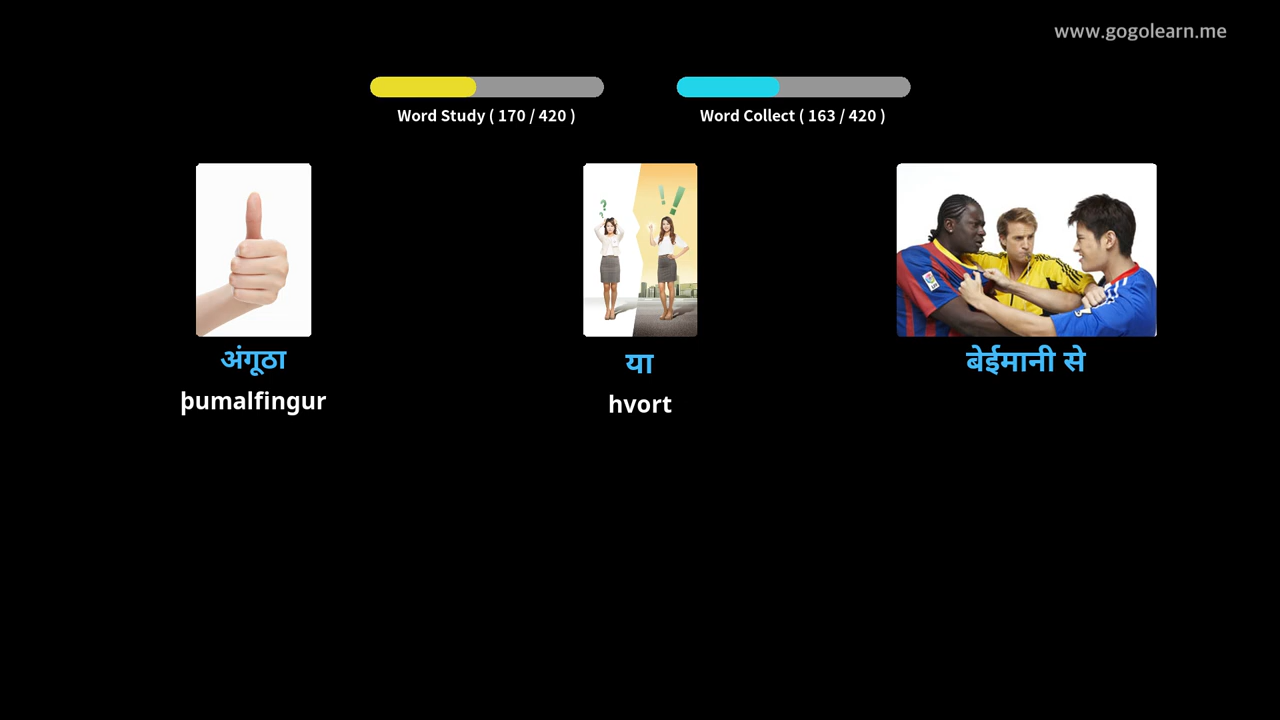 www.gogolearn.me
Word Study ( 170 / 420 )
Word Collect ( 163 / 420 )
अंगूठा
या
बेईमानी से
þumalfingur
hvort